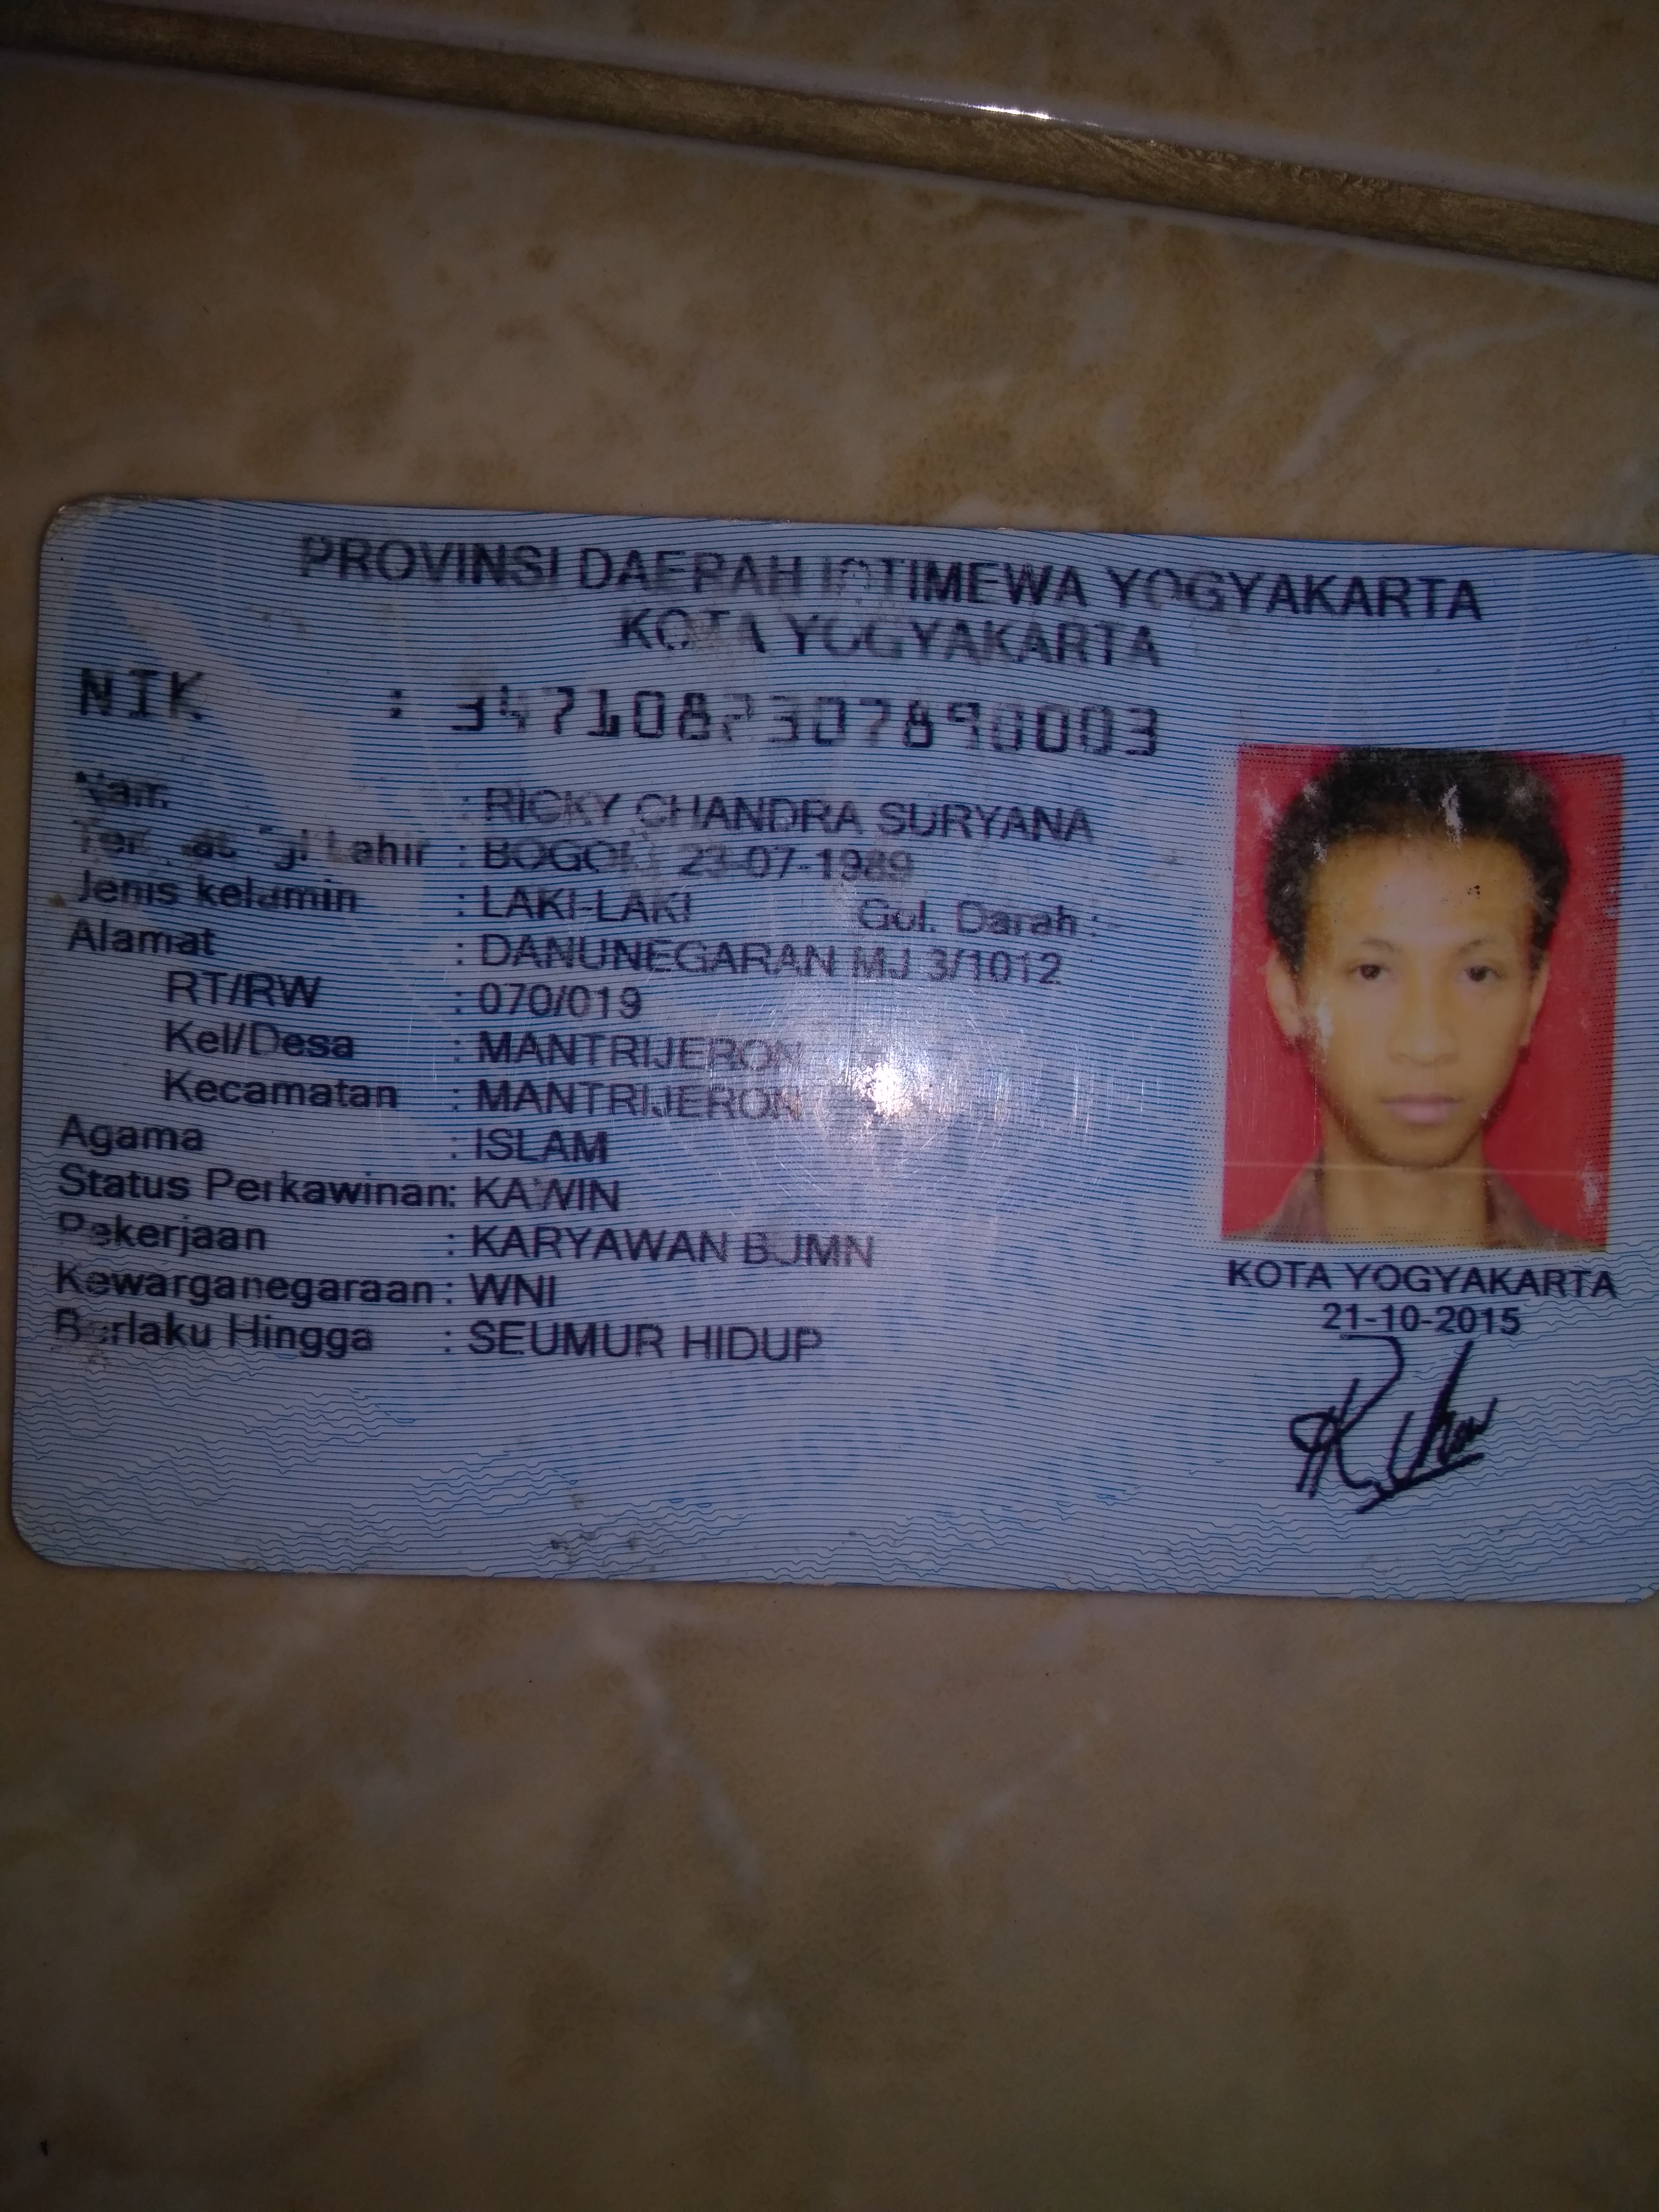 PROVINSI DAERAH ISTIMEWA YOGYAKARTA
KOTA YOGYAKARTA
NIK : 3471082307890003
Nama : RICKY CHANDRA SURYANA
Tempat/Tgl Lahir : BOGOR, 23-07-1989
Jenis kelamin : LAKI-LAKI Gol. Darah : -
Alamat : DANUNEGARAN MJ 3/1012
RT/RW : 070/019
Kel/Desa : MANTRIJERON
Kecamatan : MANTRIJERON
Agama : ISLAM
Status Perkawinan: KAWIN
Pekerjaan : KARYAWAN BUMN
Kewarganegaraan : WNI
Berlaku Hingga : SEUMUR HIDUP
KOTA YOGYAKARTA
21-10-2015